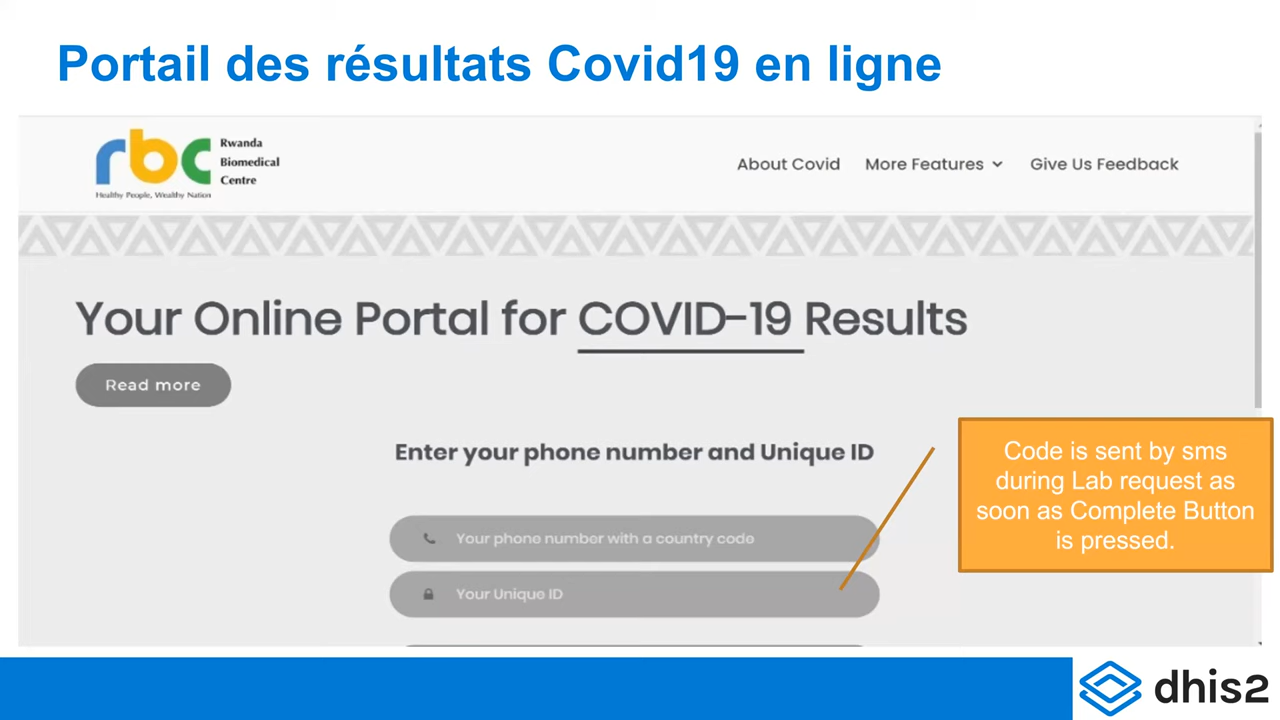 Portail des résultats Covid19 en ligne
rbc
Rwanda
Biomedical
Centre
Healthy People, Wealthy Nation
About Covid
More Features
Give Us Feedback
Your Online Portal for COVID-19 Results
Read more
Enter your phone number and Unique ID
Your phone number with a country code
Your Unique ID
Code is sent by sms
during Lab request as
soon as Complete Button
is pressed.
dhis2